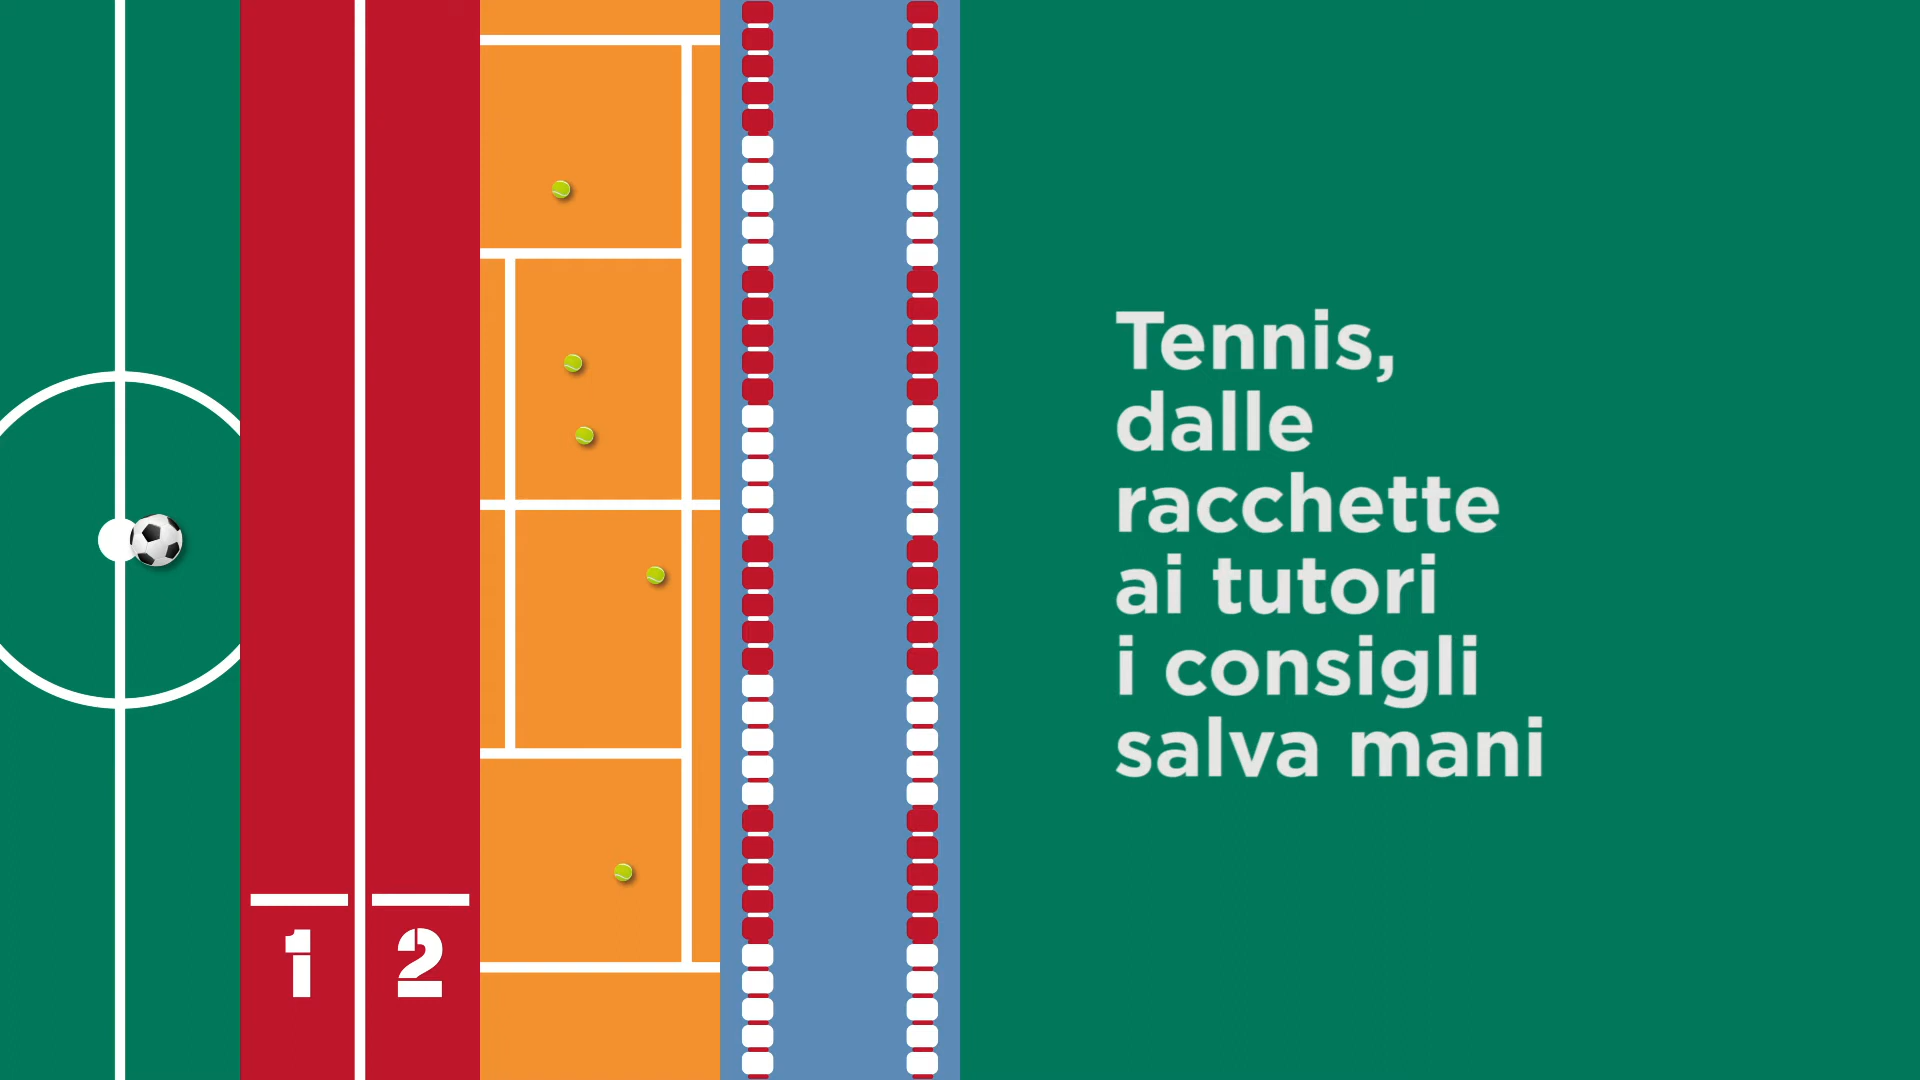 Tennis,
dalle
racchette
ai tutori
i consigli
salva mani
1 2